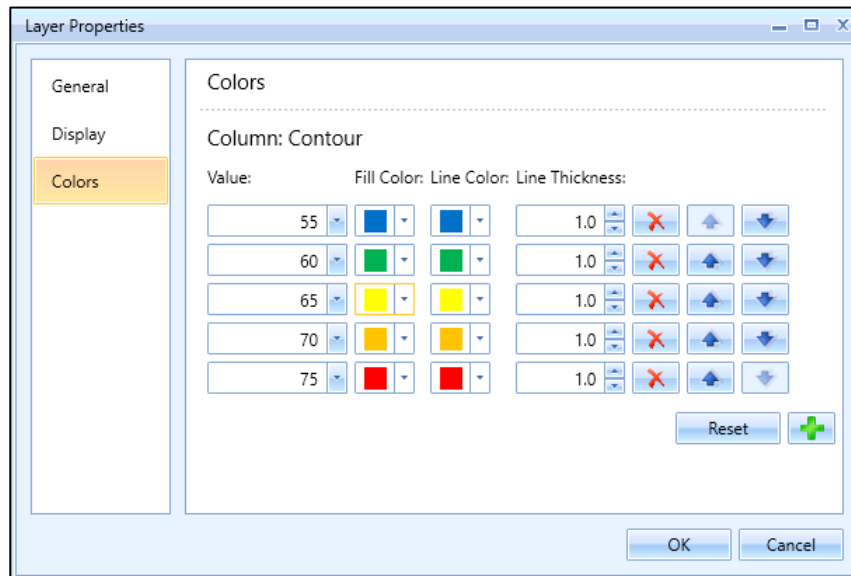 Layer Properties
General
Display
Colors
Colors
Column: Contour
Value: Fill Color: Line Color: Line Thickness:
55 1.0
60 1.0
65 1.0
70 1.0
75 1.0
Reset
OK Cancel